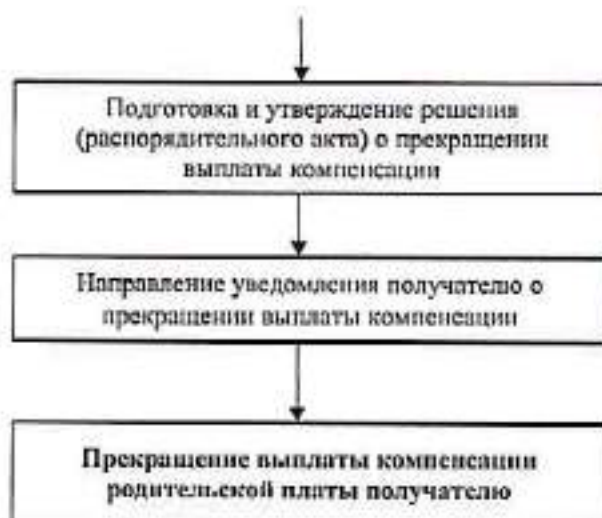 Подготовка и утверждение решения
(распорядительного акта) о прекращении
выплаты компенсации
Направление уведомления получателю о
прекращении выплаты компенсации
Прекращение выплаты компенсации
родительской платы получателю